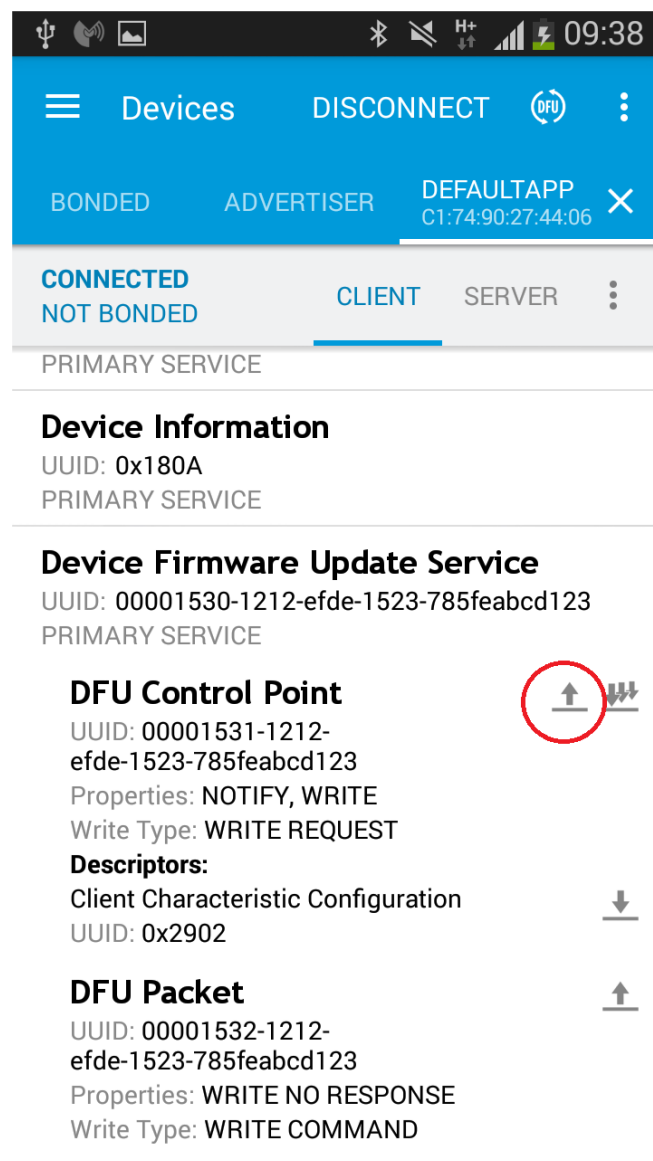 H+ 09:38
Devices DISCONNECT DFU
BONDED ADVERTISER DEFAULTAPP
C1:74:90:27:44:06
CONNECTED
NOT BONDED CLIENT SERVER
PRIMARY SERVICE
Device Information
UUID: 0x180A
PRIMARY SERVICE
Device Firmware Update Service
UUID: 00001530-1212-efde-1523-785feabcd123
PRIMARY SERVICE
DFU Control Point
UUID: 00001531-1212-
efde-1523-785feabcd123
Properties: NOTIFY, WRITE
Write Type: WRITE REQUEST
Descriptors:
Client Characteristic Configuration
UUID: 0x2902
DFU Packet
UUID: 00001532-1212-
efde-1523-785feabcd123
Properties: WRITE NO RESPONSE
Write Type: WRITE COMMAND